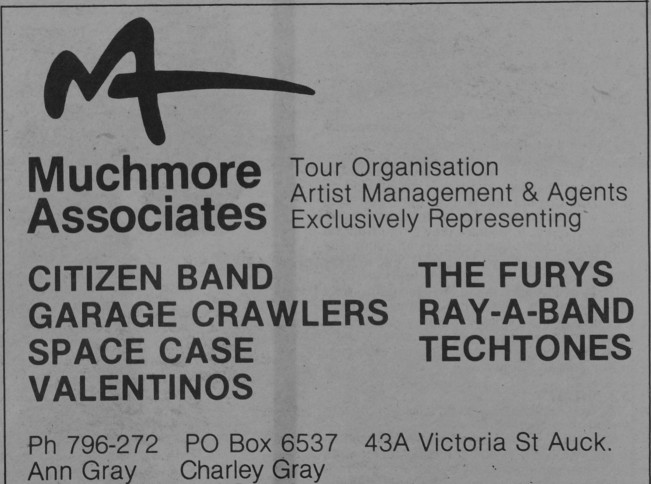 Muchmore
Associates
Tour Organisation
Artist Management & Agents
Exclusively Representing
CITIZEN BAND
GARAGE CRAWLERS
SPACE CASE
VALENTINOS
THE FURYS
RAY-A-BAND
TECHTONES
Ph 796-272 PO Box 6537 43A Victoria St Auck.
Ann Gray Charley Gray